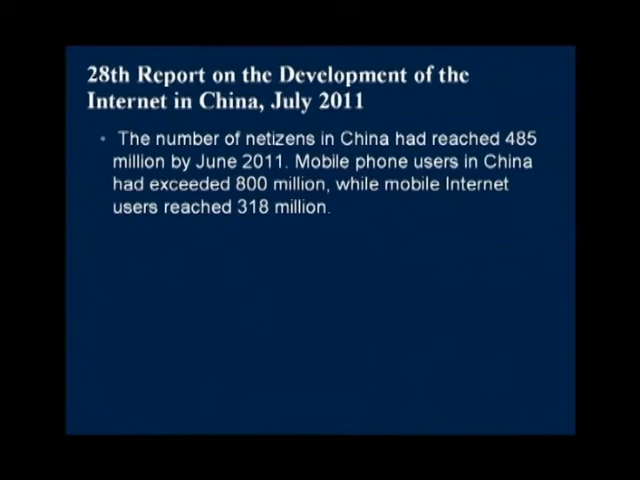 28th Report on the Development of the
Internet in China, July 2011
• The number of netizens in China had reached 485
million by June 2011. Mobile phone users in China
had exceeded 800 million, while mobile Internet
users reached 318 million.